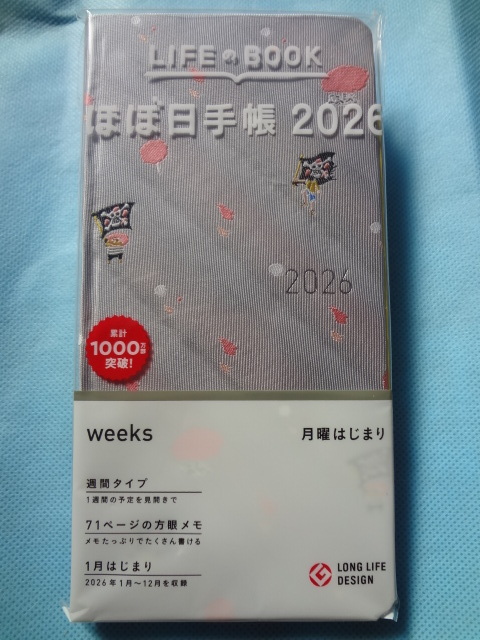 LIFEのBOOK
ほぼ日手帳 2026
2026
累計
1000万部
突破!
weeks
月曜はじまり
週間タイプ
1週間の予定を見開きで
71ページの方眼メモ
メモたっぷりでたくさん書ける
1月はじまり
2026年1月～12月を収録
G
LONG LIFE
DESIGN